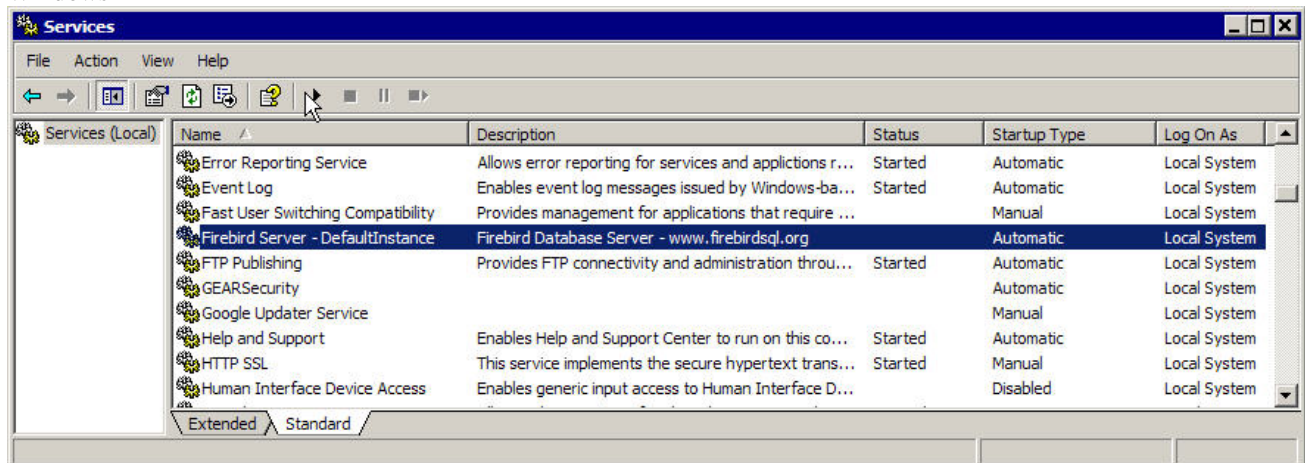 Services
File Action View Help
Services (Local)
Name Description Status Startup Type Log On As
Error Reporting Service Allows error reporting for services and applictions r... Started Automatic Local System
Event Log Enables event log messages issued by Windows-ba... Started Automatic Local System
Fast User Switching Compatibility Provides management for applications that require ... Manual Local System
Firebird Server - DefaultInstance Firebird Database Server - www.firebirdsql.org Automatic Local System
FTP Publishing Provides FTP connectivity and administration throu... Started Automatic Local System
GEARSecurity Automatic Local System
Google Updater Service Manual Local System
Help and Support Enables Help and Support Center to run on this co... Started Automatic Local System
HTTP SSL This service implements the secure hypertext trans... Started Manual Local System
Human Interface Device Access Enables generic input access to Human Interface D... Disabled Local System
Extended Standard